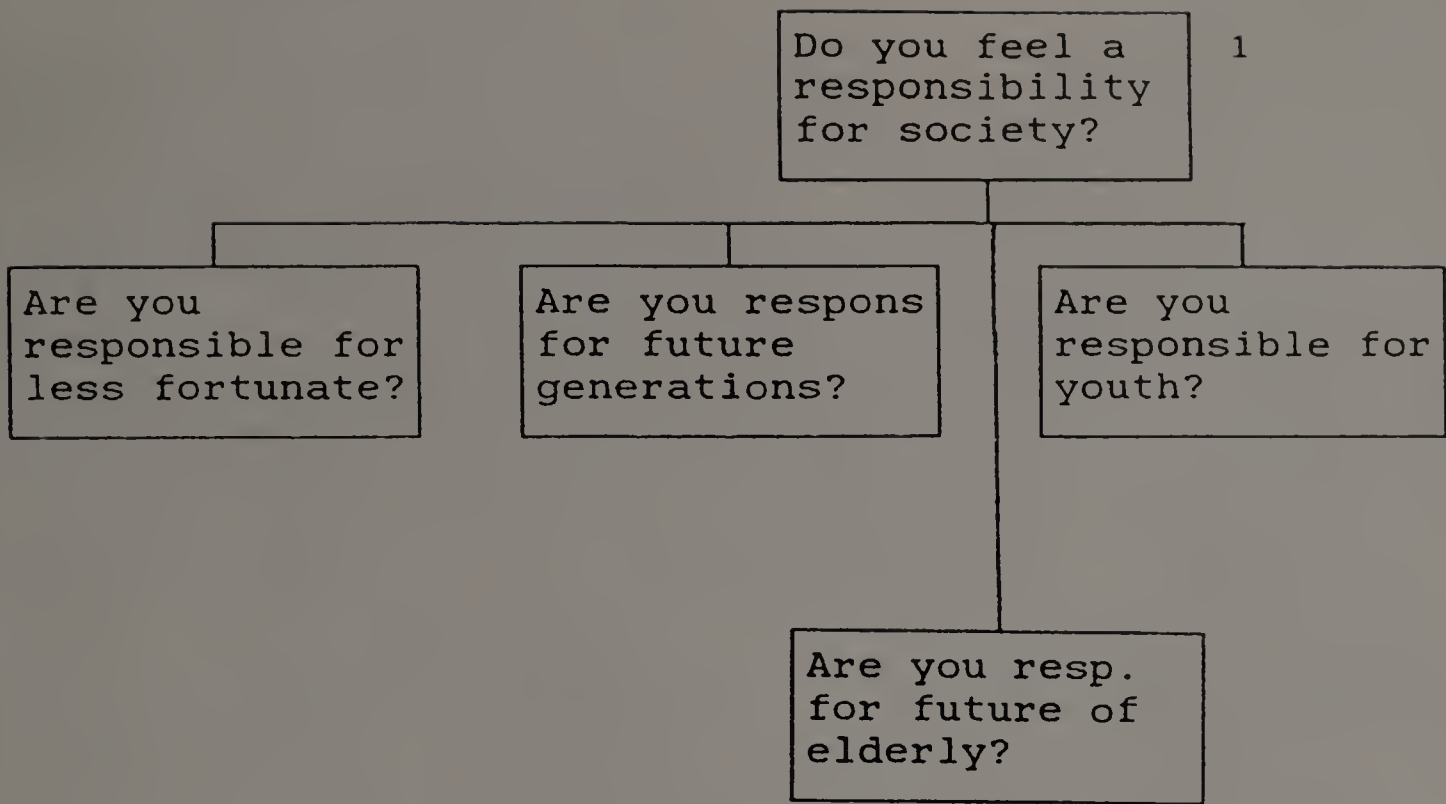 Do you feel a
responsibility
for society?
1
Are you
responsible for
less fortunate?
Are you respons
for future
generations?
Are you
responsible for
youth?
Are you resp.
for future of
elderly?